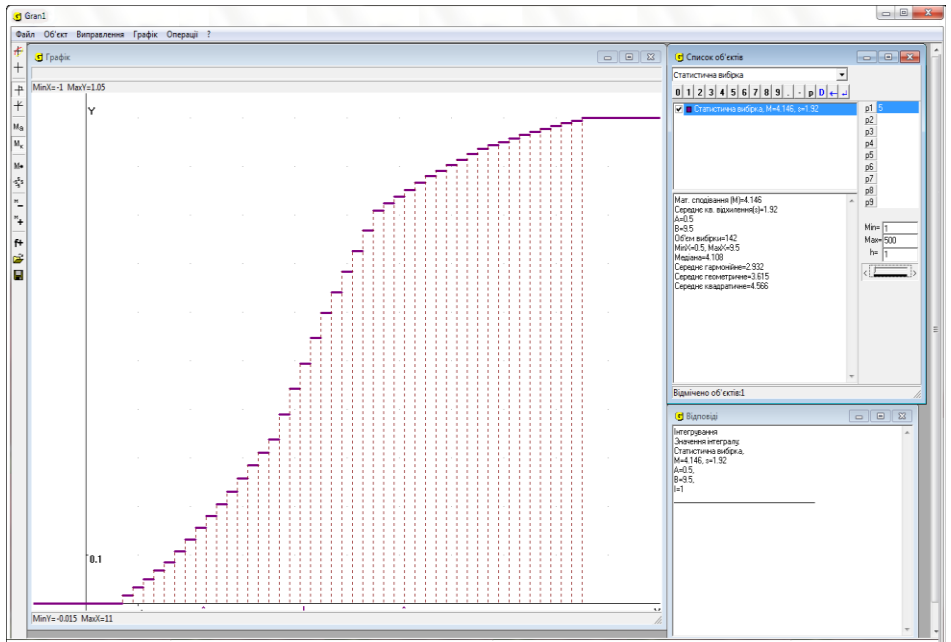 Gran1
Файл Об'єкт Виправлення Графік Операції ?
Графік
MinX=-1 MaxY=1.05
Y
0.1
MinY=-0.015 MaxX=11
Список об'єктів
Статистична вибірка
0 1 2 3 4 5 6 7 8 9 . - p D ← ↵
Статистична вибірка, M=4.146, s=1.92
p1 5
p2
p3
p4
p5
p6
p7
p8
p9
Мат. сподівання (M)=4.146
Середнє кв. відхилення(s)=1.92
A=0.5
B=9.5
Об'єм вибірки=142
MinX=0.5, MaxX=9.5
Медіана=4.108
Середнє гармонійне=2.932
Середнє геометричне=3.615
Середнє квадратичне=4.566
Min= 1
Max= 500
h= 1
Відмічено об'єктів:1
Відповіді
Інтегрування
Значення інтегралу:
Статистична вибірка,
M=4.146, s=1.92
A=0.5,
B=9.5,
I=1